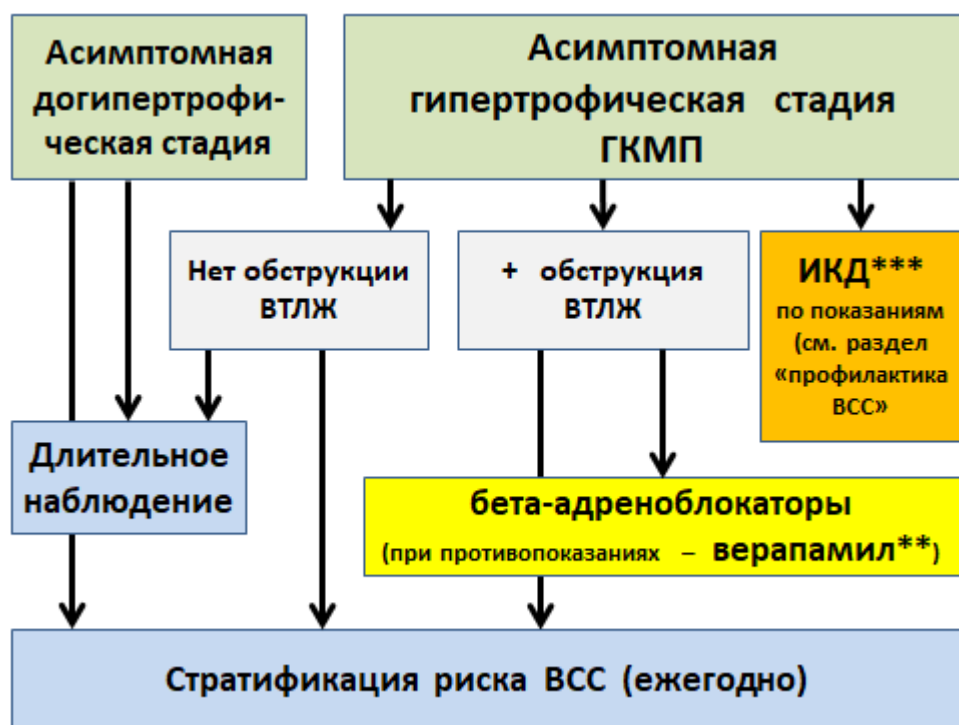 Асимптомная
догипертрофи-
ческая стадия
Асимптомная
гипертрофическая стадия
ГКМП
Нет обструкции
ВТЛЖ
+ обструкция
ВТЛЖ
ИКД***
по показаниям
(см. раздел
«профилактика
ВСС»
Длительное
наблюдение
бета-адреноблокаторы
(при противопоказаниях – верапамил**)
Стратификация риска ВСС (ежегодно)